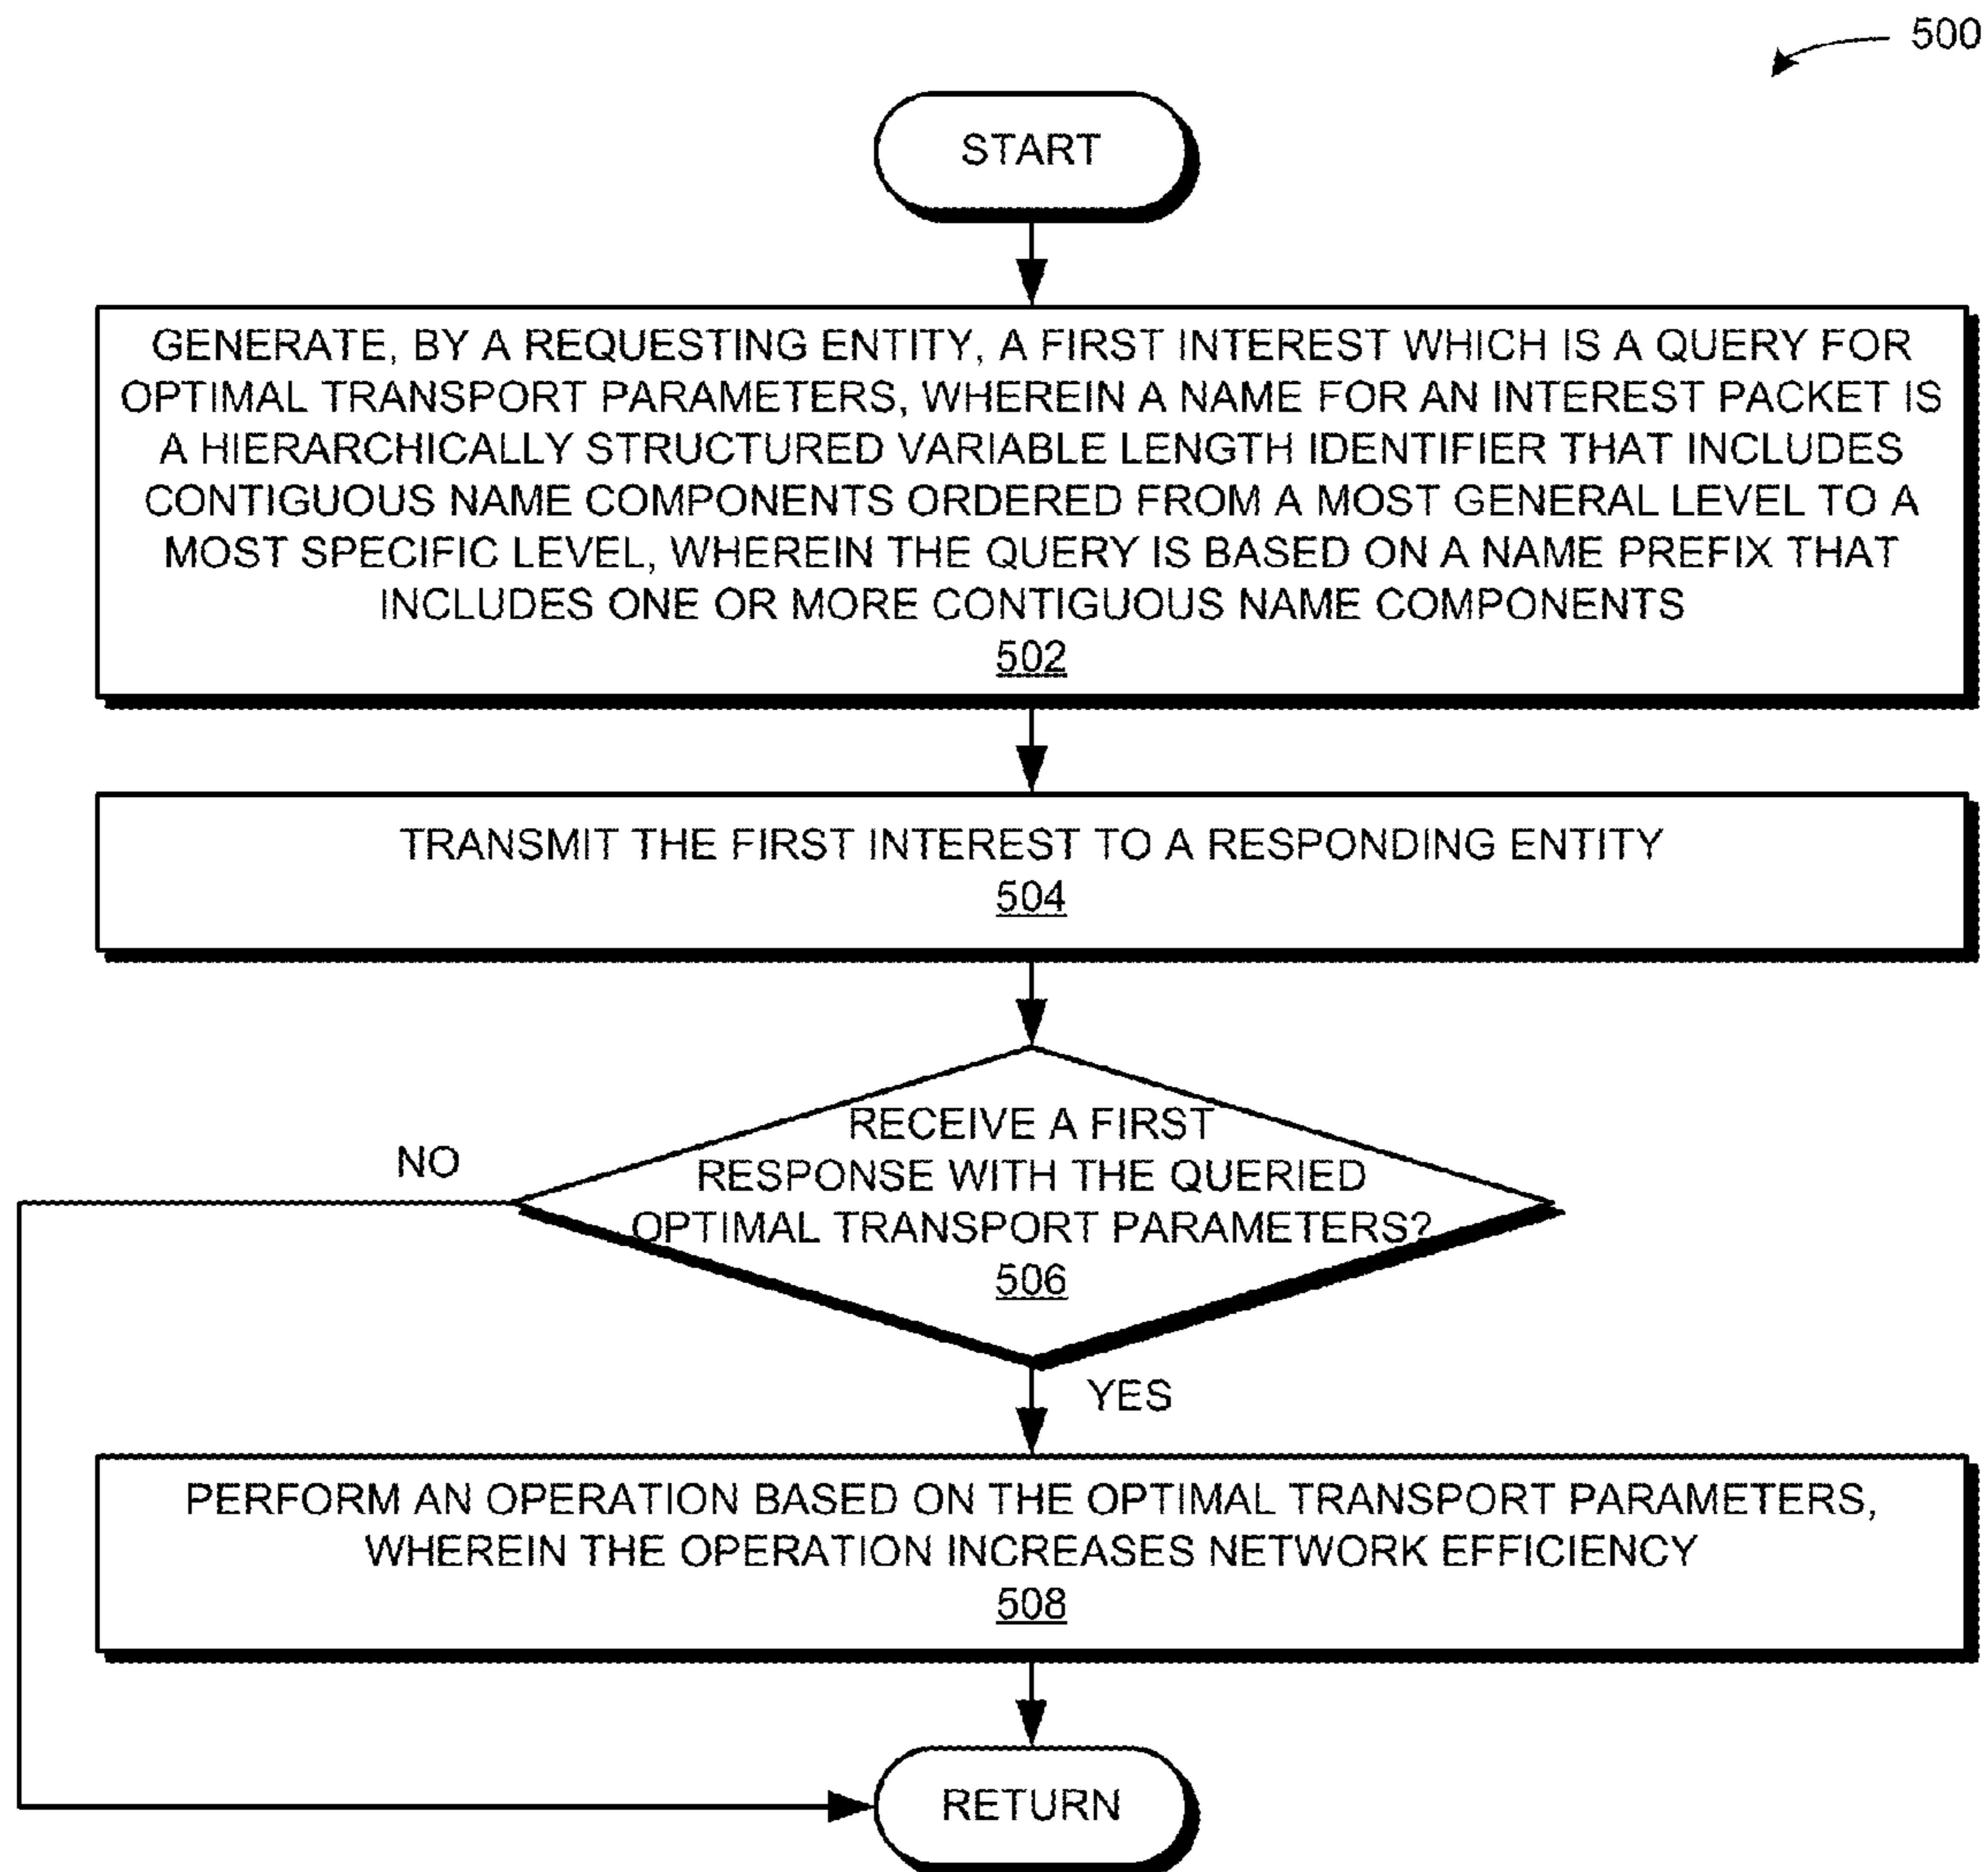 500
START
GENERATE, BY A REQUESTING ENTITY, A FIRST INTEREST WHICH IS A QUERY FOR
OPTIMAL TRANSPORT PARAMETERS, WHEREIN A NAME FOR AN INTEREST PACKET IS
A HIERARCHICALLY STRUCTURED VARIABLE LENGTH IDENTIFIER THAT INCLUDES
CONTIGUOUS NAME COMPONENTS ORDERED FROM A MOST GENERAL LEVEL TO A
MOST SPECIFIC LEVEL, WHEREIN THE QUERY IS BASED ON A NAME PREFIX THAT
INCLUDES ONE OR MORE CONTIGUOUS NAME COMPONENTS
502
TRANSMIT THE FIRST INTEREST TO A RESPONDING ENTITY
504
RECEIVE A FIRST
RESPONSE WITH THE QUERIED
OPTIMAL TRANSPORT PARAMETERS?
506
NO
YES
PERFORM AN OPERATION BASED ON THE OPTIMAL TRANSPORT PARAMETERS,
WHEREIN THE OPERATION INCREASES NETWORK EFFICIENCY
508
RETURN